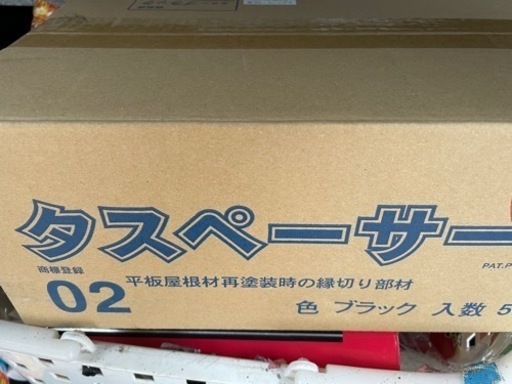 タスペーサー
商標登録
PAT.P
02
平板屋根材再塗装時の縁切り部材
色 ブラック 入数 5